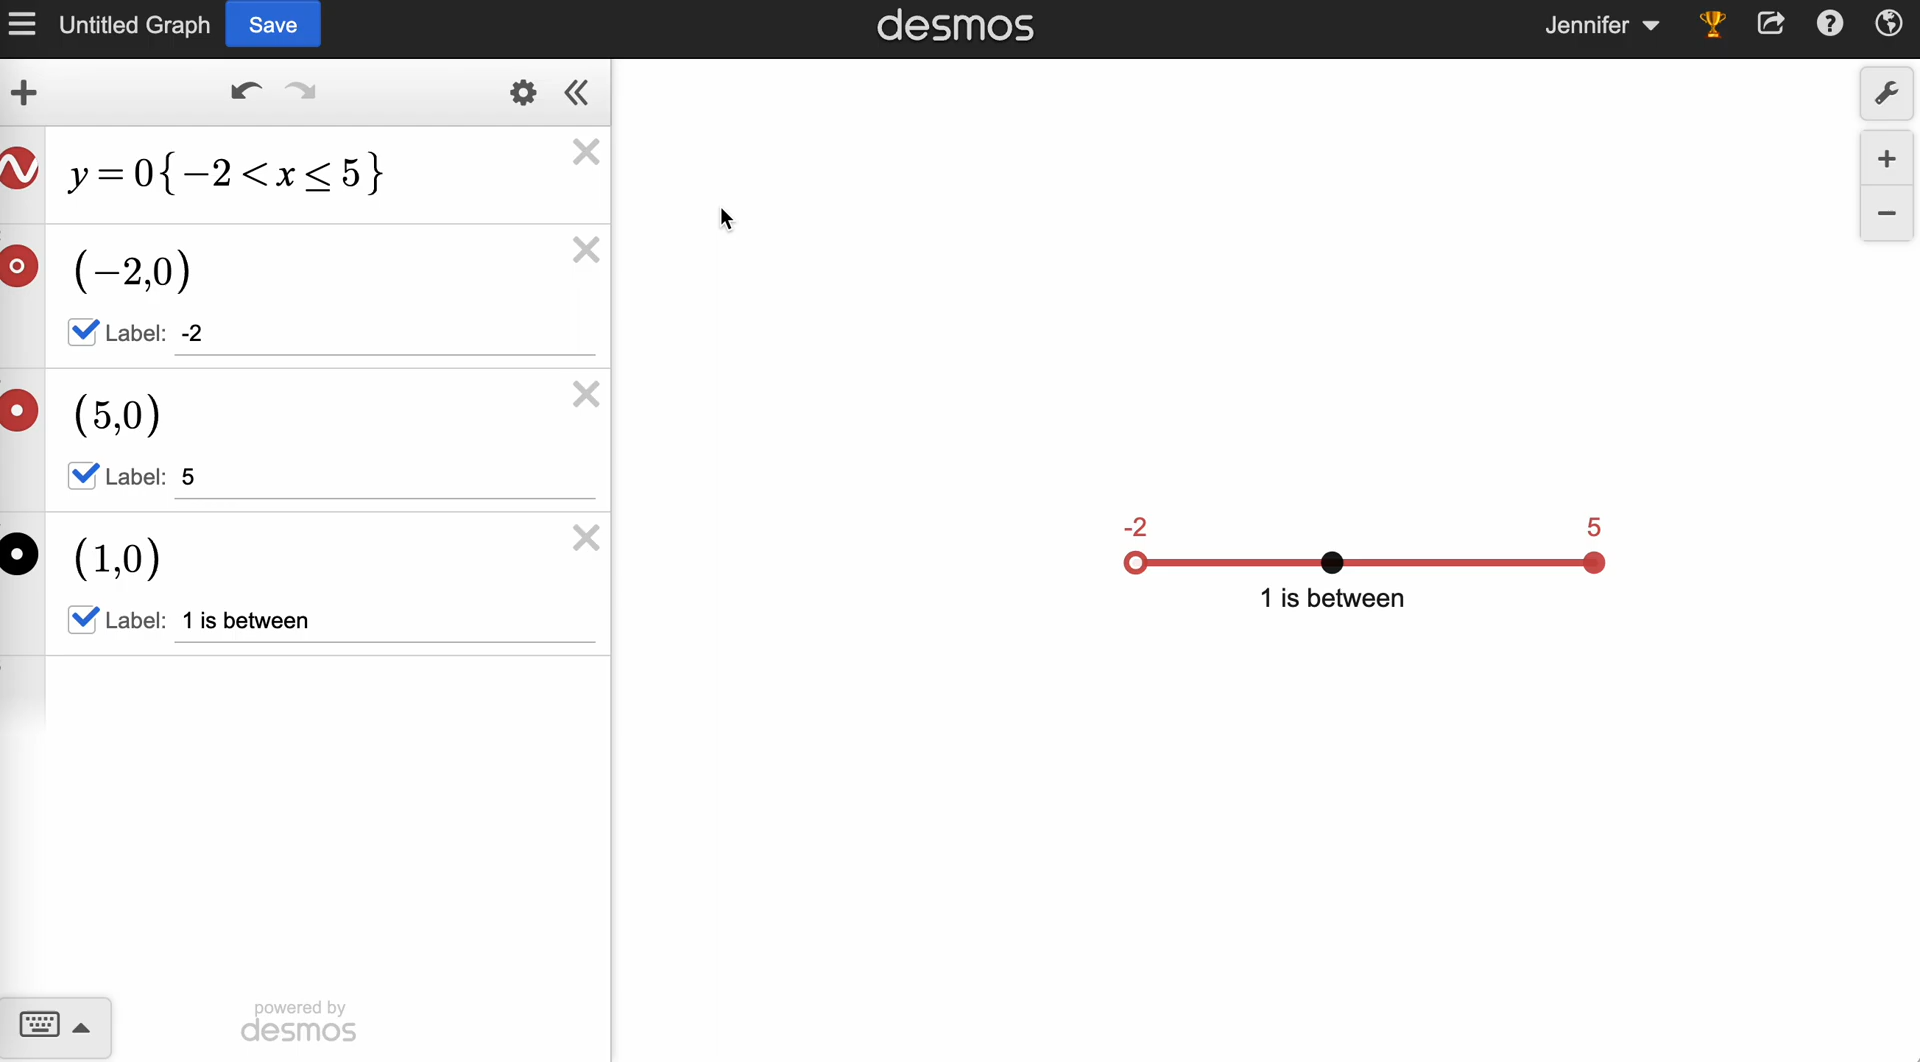 Untitled Graph Save desmos Jennifer
y=0{−2<x≤5}
(−2,0)
Label: -2
(5,0)
Label: 5
(1,0)
Label: 1 is between
-2 5
1 is between
powered by
desmos